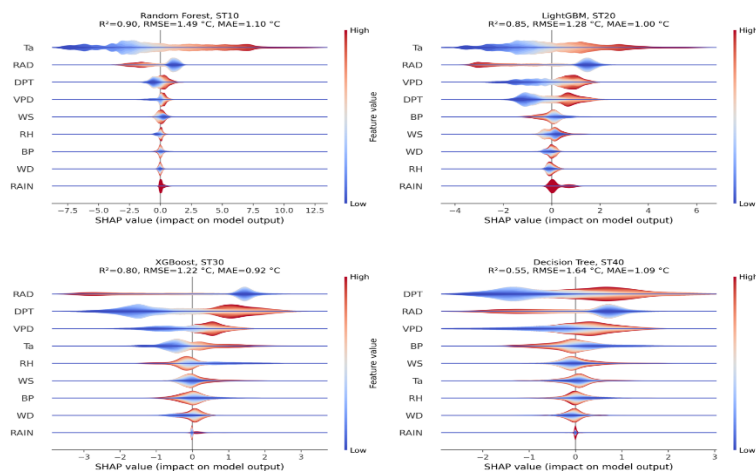 Random Forest, ST10
R²=0.90, RMSE=1.49 °C, MAE=1.10 °C
Ta
RAD
DPT
VPD
WS
RH
BP
WD
RAIN
−7.5 −5.0 −2.5 0.0 2.5 5.0 7.5 10.0 12.5
SHAP value (impact on model output)
High
Feature value
Low
LightGBM, ST20
R²=0.85, RMSE=1.28 °C, MAE=1.00 °C
Ta
RAD
VPD
DPT
BP
WS
WD
RH
RAIN
−4 −2 0 2 4 6
SHAP value (impact on model output)
High
Feature value
Low
XGBoost, ST30
R²=0.80, RMSE=1.22 °C, MAE=0.92 °C
RAD
DPT
VPD
Ta
RH
WS
BP
WD
RAIN
−3 −2 −1 0 1 2 3
SHAP value (impact on model output)
High
Feature value
Low
Decision Tree, ST40
R²=0.55, RMSE=1.64 °C, MAE=1.09 °C
DPT
RAD
VPD
BP
WS
Ta
RH
WD
RAIN
−2 −1 0 1 2 3
SHAP value (impact on model output)
High
Feature value
Low